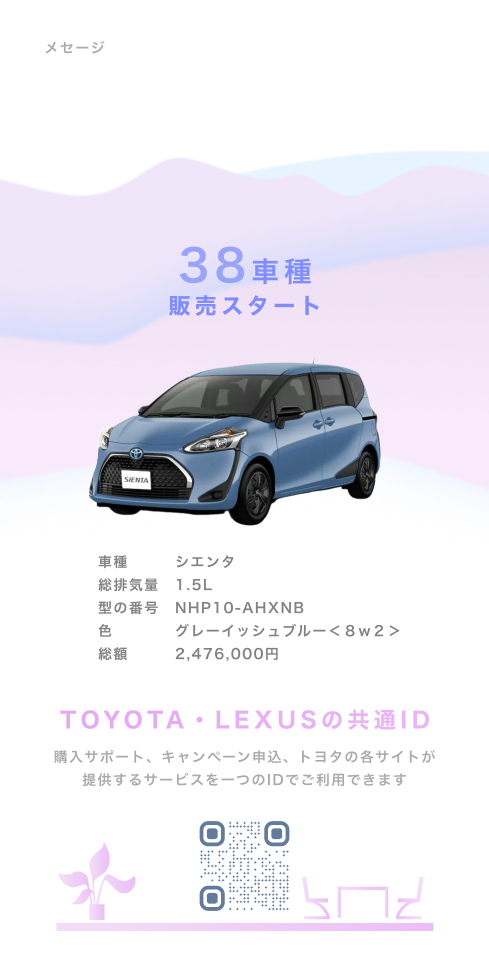 メセージ
38車種
販売スタート
SIENTA
車種 シエンタ
総排気量 1.5L
型の番号 NHP10-AHXNB
色 グレーイッシュブルー＜８ｗ２＞
総額 2,476,000円
TOYOTA・LEXUSの共通ID
購入サポート、キャンペーン申込、トヨタの各サイトが
提供するサービスを一つのIDでご利用できます